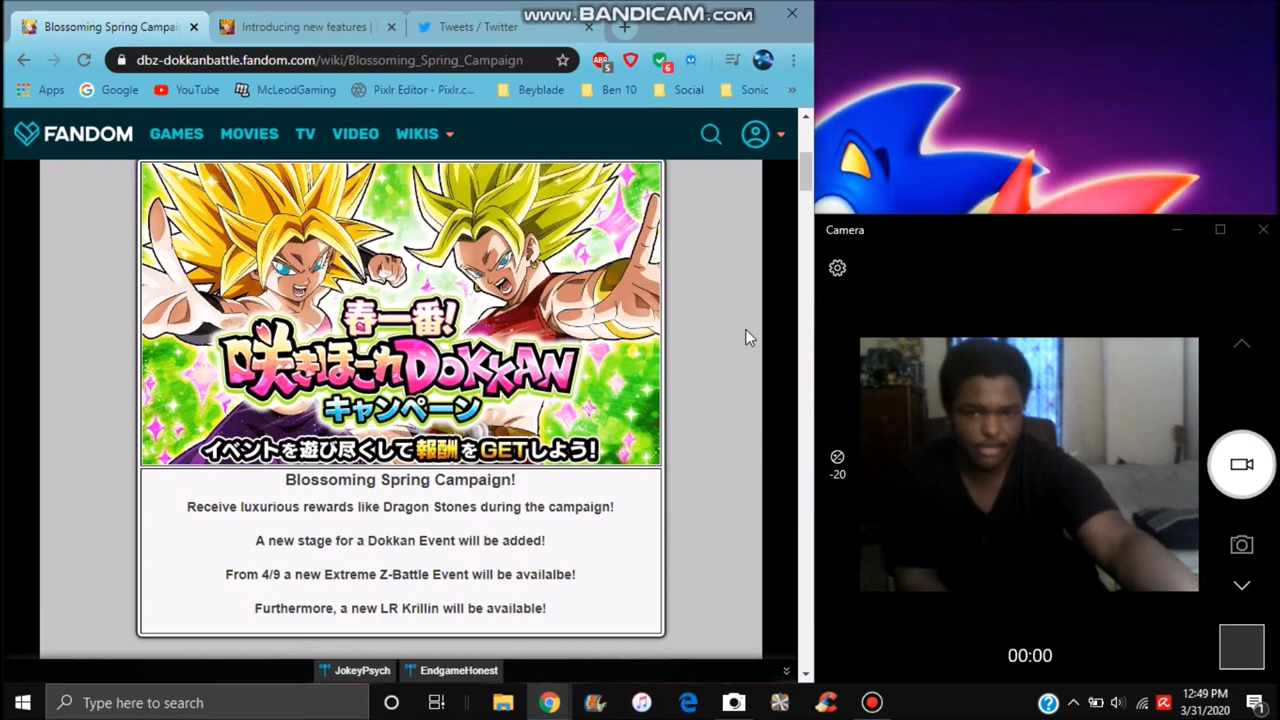 www.BANDICAM.com
Blossoming Spring Campai
Introducing new features |
Tweets / Twitter
dbz-dokkanbattle.fandom.com/wiki/Blossoming_Spring_Campaign
ABP
5
6
Apps
Google
YouTube
McLeodGaming
Pixlr Editor - Pixlr.c...
Beyblade
Ben 10
Social
Sonic
»
FANDOM
GAMES
MOVIES
TV
VIDEO
WIKIS
春一番!
咲きほこれDOKKAN
キャンペーン
イベントを遊び尽くして報酬をGETしよう!
Blossoming Spring Campaign!
Receive luxurious rewards like Dragon Stones during the campaign!
A new stage for a Dokkan Event will be added!
From 4/9 a new Extreme Z-Battle Event will be availalbe!
Furthermore, a new LR Krillin will be available!
JokeyPsych
EndgameHonest
Camera
-20
00:00
Type here to search
12:49 PM
3/31/2020
1